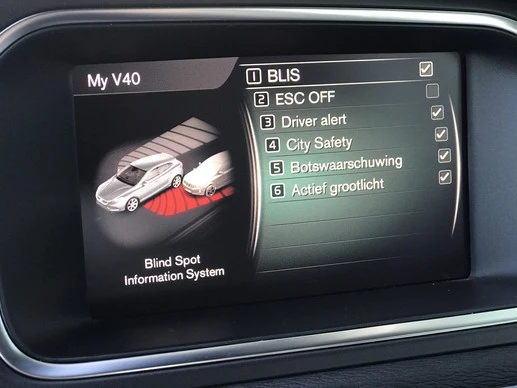 My V40
1 BLIS
2 ESC OFF
3 Driver alert
4 City Safety
5 Botswaarschuwing
6 Actief grootlicht
Blind Spot
Information System